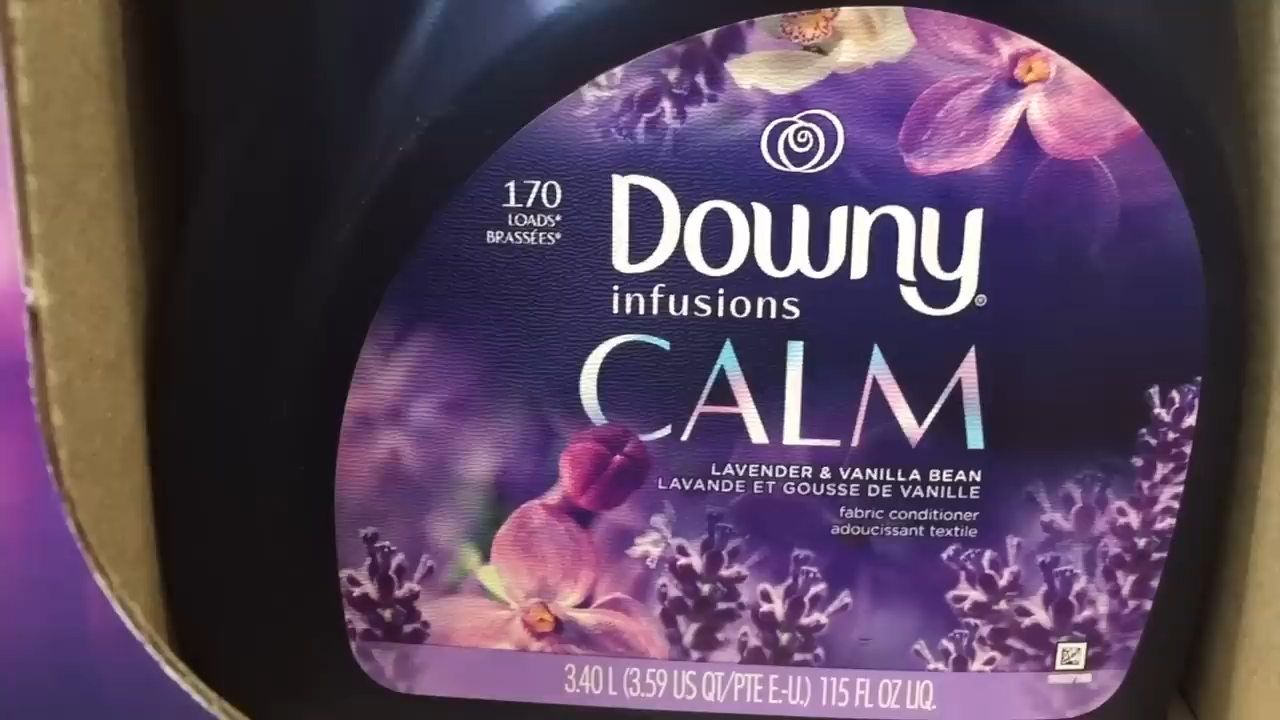 170
LOADS*
BRASSÉES*
Downy®
infusions
CALM
LAVENDER & VANILLA BEAN
LAVANDE ET GOUSSE DE VANILLE
fabric conditioner
adoucissant textile
3.40 L (3.59 US QT/PTE E-U.) 115 FL OZ LIQ.